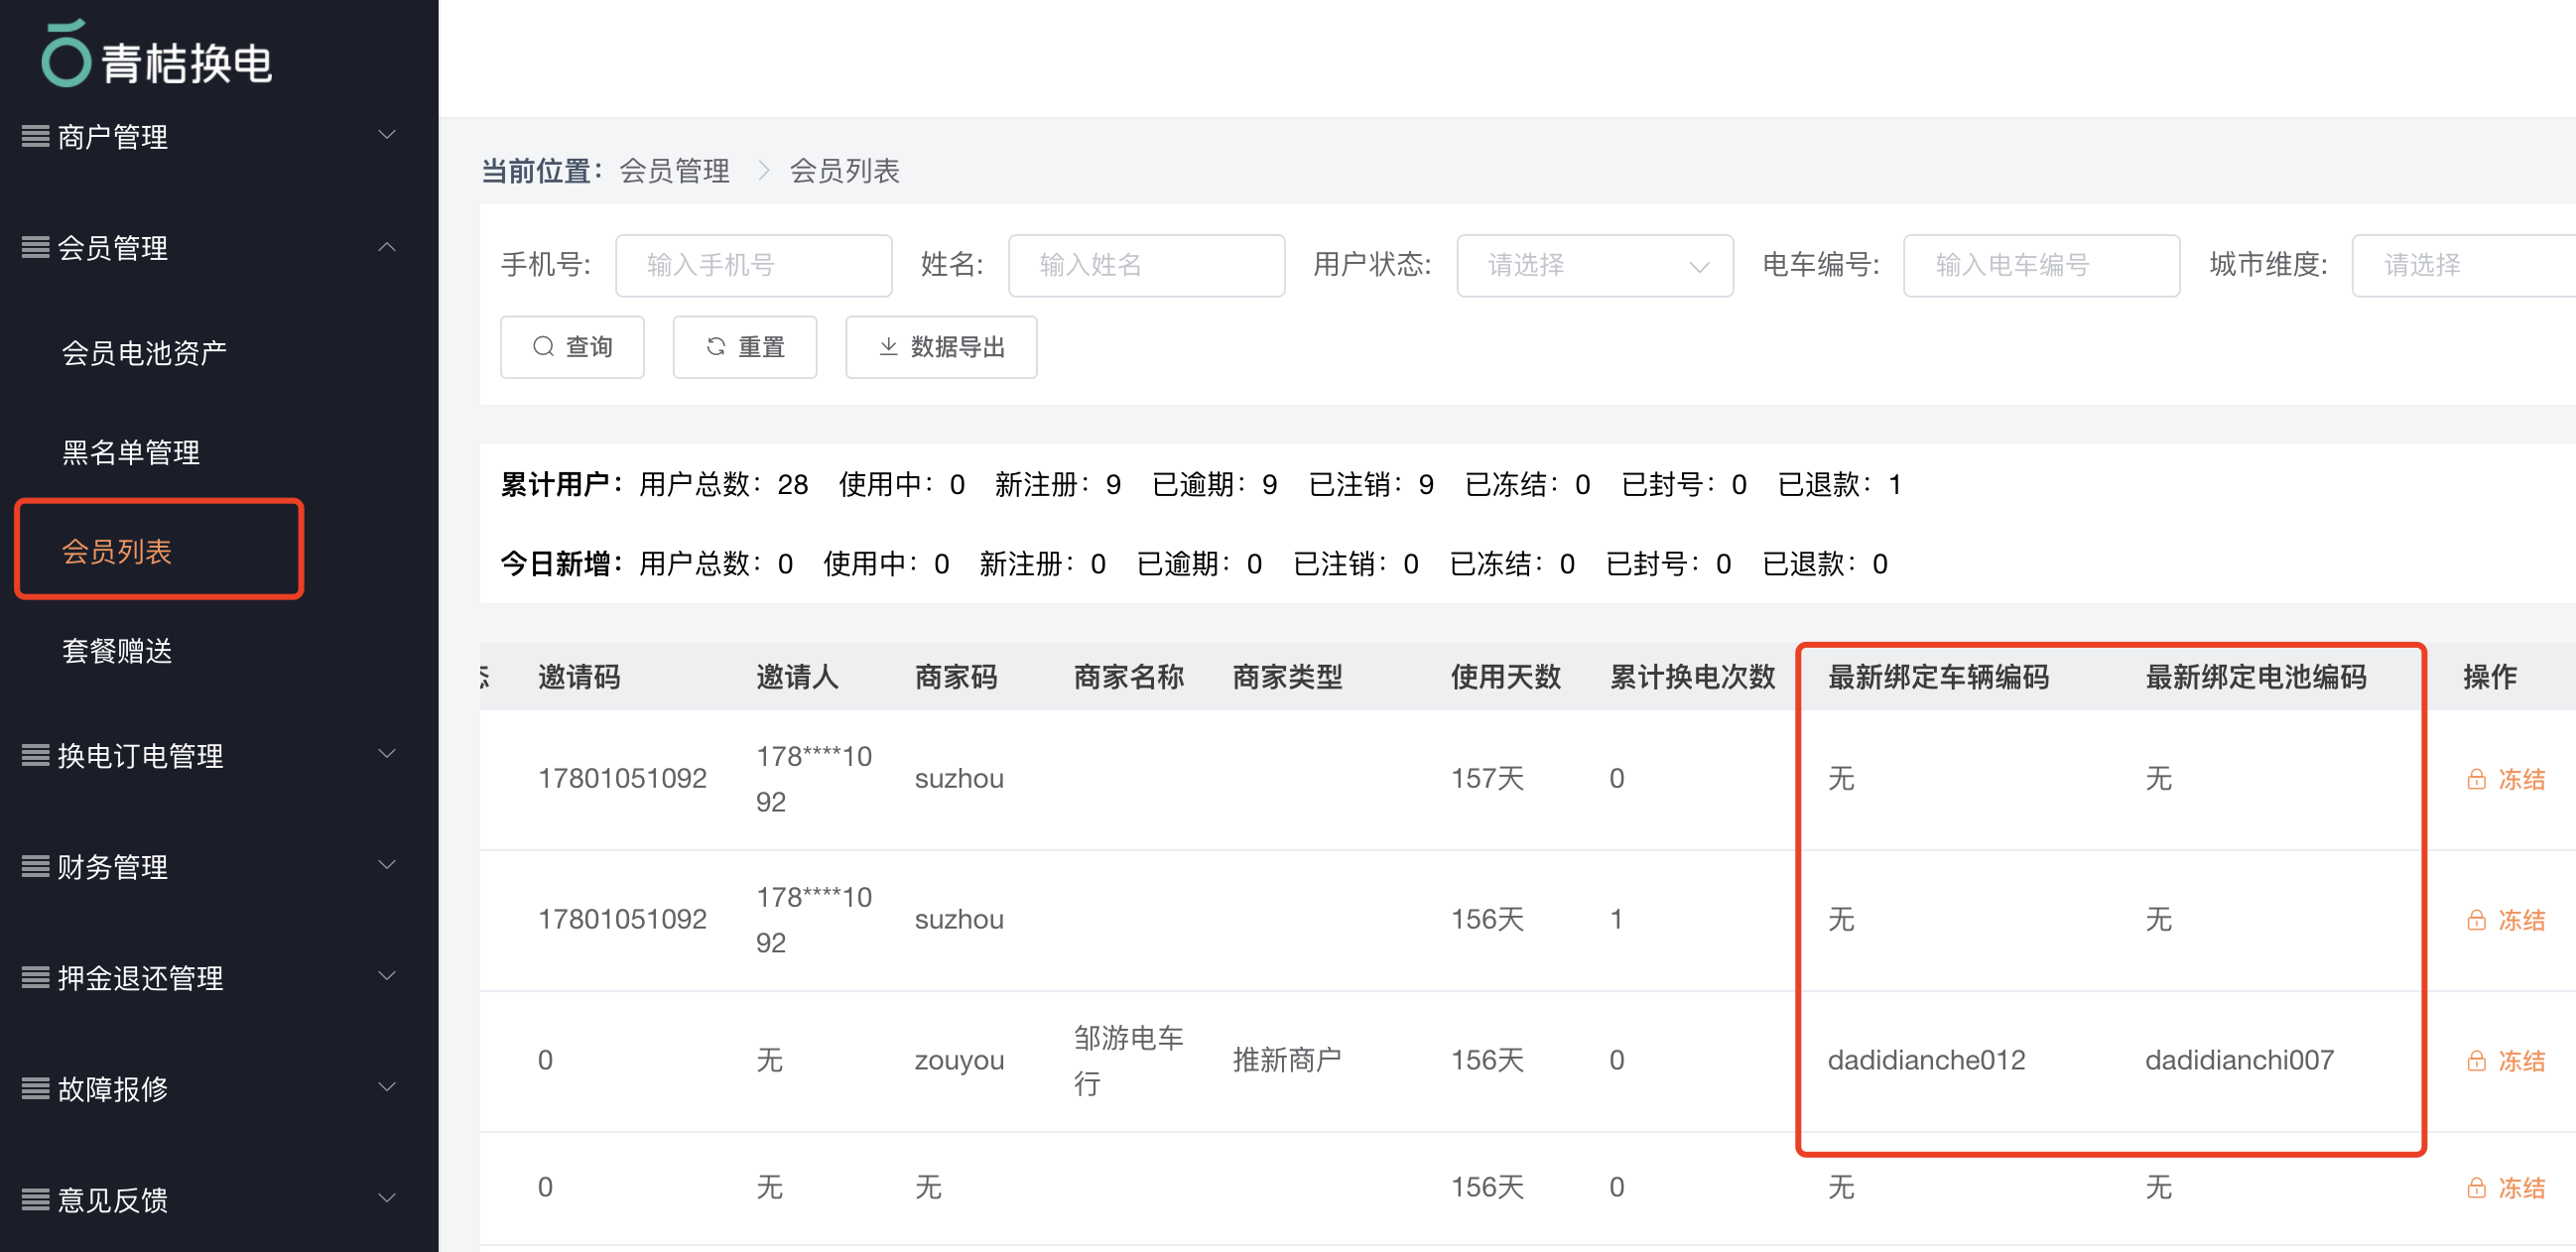 青桔换电
商户管理
会员管理
会员电池资产
黑名单管理
会员列表
套餐赠送
换电订电管理
财务管理
押金退还管理
故障报修
意见反馈
当前位置： 会员管理 会员列表
手机号: 输入手机号 姓名: 输入姓名 用户状态: 请选择 电车编号: 输入电车编号 城市维度: 请选择
查询 重置 数据导出
累计用户： 用户总数：28 使用中：0 新注册：9 已逾期：9 已注销：9 已冻结：0 已封号：0 已退款：1
今日新增： 用户总数：0 使用中：0 新注册：0 已逾期：0 已注销：0 已冻结：0 已封号：0 已退款：0
邀请码 邀请人 商家码 商家名称 商家类型 使用天数 累计换电次数 最新绑定车辆编码 最新绑定电池编码 操作
17801051092 178****10
92 suzhou 157天 0 无 无 冻结
17801051092 178****10
92 suzhou 156天 1 无 无 冻结
0 无 zouyou 邹游电车
行 推新商户 156天 0 dadidianche012 dadidianchi007 冻结
0 无 无 156天 0 无 无 冻结